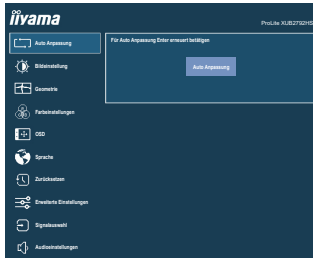 iiyama
ProLite XUB2792HS
Auto Anpassung
Für Auto Anpassung Enter erneuert betätigen
Auto Anpassung
Bildeinstellung
Geometrie
Farbeinstellungen
OSD
Sprache
Zurücksetzen
Erweiterte Einstellungen
Signalauswahl
Audioeinstellungen